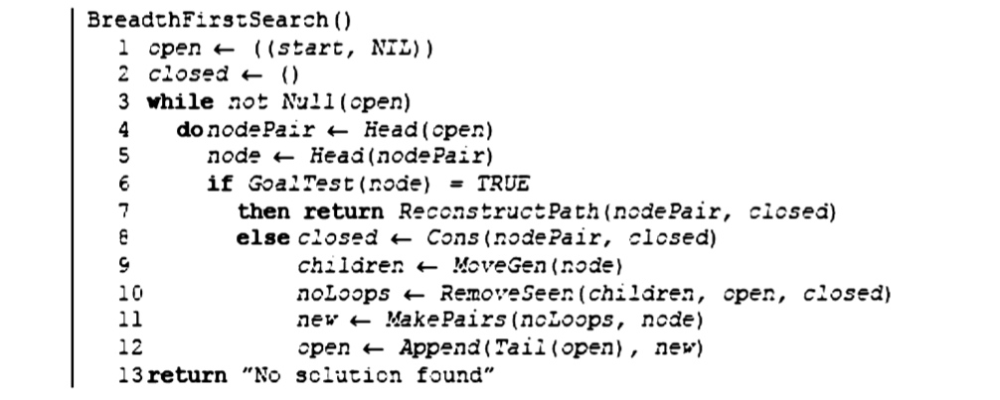 BreadthFirstSearch()
1 open ← ((start, NIL))
2 closed ← ()
3 while not Null(open)
4 do nodePair ← Head(open)
5 node ← Head(nodePair)
6 if GoalTest(node) = TRUE
7 then return ReconstructPath(nodePair, closed)
8 else closed ← Cons(nodePair, closed)
9 children ← MoveGen(node)
10 noLoops ← RemoveSeen(children, open, closed)
11 new ← MakePairs(noLoops, node)
12 open ← Append(Tail(open), new)
13 return "No solution found"